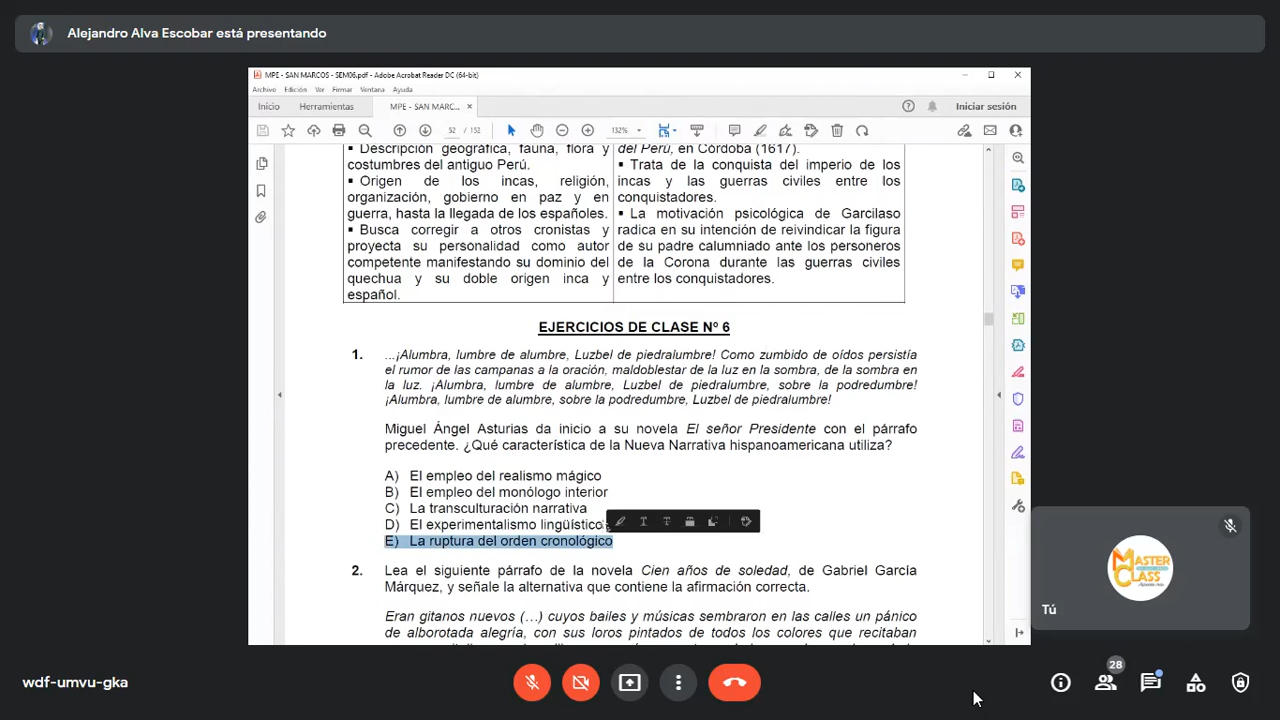 Alejandro Alva Escobar está presentando
MPE - SAN MARCOS - SEM06.pdf - Adobe Acrobat Reader DC (64-bit)
Archivo Edición Ver Firmar Ventana Ayuda
Inicio Herramientas MPE - SAN MARC... × Iniciar sesión
52 / 152 132%
▪ Descripción geográfica, fauna, flora y
costumbres del antiguo Perú.
▪ Origen de los incas, religión,
organización, gobierno en paz y en
guerra, hasta la llegada de los españoles.
▪ Busca corregir a otros cronistas y
proyecta su personalidad como autor
competente manifestando su dominio del
quechua y su doble origen inca y
español.
del Perú, en Córdoba (1617).
▪ Trata de la conquista del imperio de los
incas y las guerras civiles entre los
conquistadores.
▪ La motivación psicológica de Garcilaso
radica en su intención de reivindicar la figura
de su padre calumniado ante los personeros
de la Corona durante las guerras civiles
entre los conquistadores.
EJERCICIOS DE CLASE Nº 6
1. ...¡Alumbra, lumbre de alumbre, Luzbel de piedralumbre! Como zumbido de oídos persistía
el rumor de las campanas a la oración, maldoblestar de la luz en la sombra, de la sombra en
la luz. ¡Alumbra, lumbre de alumbre, Luzbel de piedralumbre, sobre la podredumbre!
¡Alumbra, lumbre de alumbre, sobre la podredumbre, Luzbel de piedralumbre!
Miguel Ángel Asturias da inicio a su novela El señor Presidente con el párrafo
precedente. ¿Qué característica de la Nueva Narrativa hispanoamericana utiliza?
A) El empleo del realismo mágico
B) El empleo del monólogo interior
C) La transculturación narrativa
D) El experimentalismo lingüístico
E) La ruptura del orden cronológico
2. Lea el siguiente párrafo de la novela Cien años de soledad, de Gabriel García
Márquez, y señale la alternativa que contiene la afirmación correcta.
Eran gitanos nuevos (…) cuyos bailes y músicas sembraron en las calles un pánico
de alborotada alegría, con sus loros pintados de todos los colores que recitaban
MASTER
CLASS
Tú
wdf-umvu-gka
28